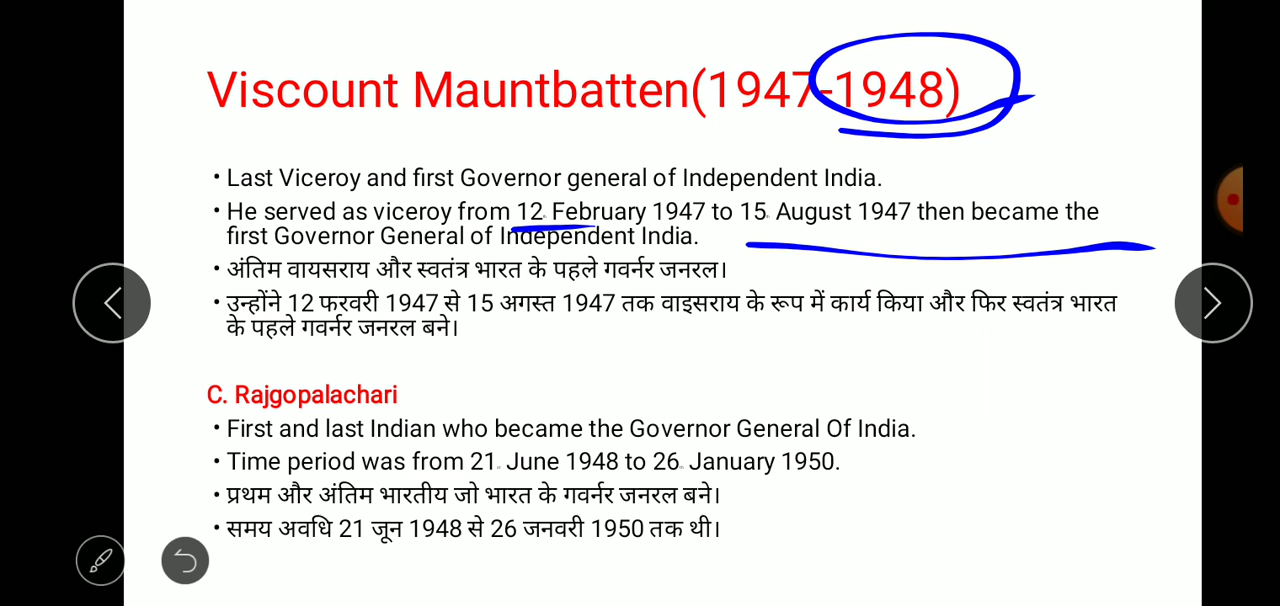 Viscount Mauntbatten(1947-1948)
• Last Viceroy and first Governor general of Independent India.
• He served as viceroy from 12 February 1947 to 15 August 1947 then became the
first Governor General of Independent India.
• अंतिम वायसराय और स्वतंत्र भारत के पहले गवर्नर जनरल।
• उन्होंने 12 फरवरी 1947 से 15 अगस्त 1947 तक वाइसराय के रूप में कार्य किया और फिर स्वतंत्र भारत
के पहले गवर्नर जनरल बने।
C. Rajgopalachari
• First and last Indian who became the Governor General Of India.
• Time period was from 21 June 1948 to 26 January 1950.
• प्रथम और अंतिम भारतीय जो भारत के गवर्नर जनरल बने।
• समय अवधि 21 जून 1948 से 26 जनवरी 1950 तक थी।